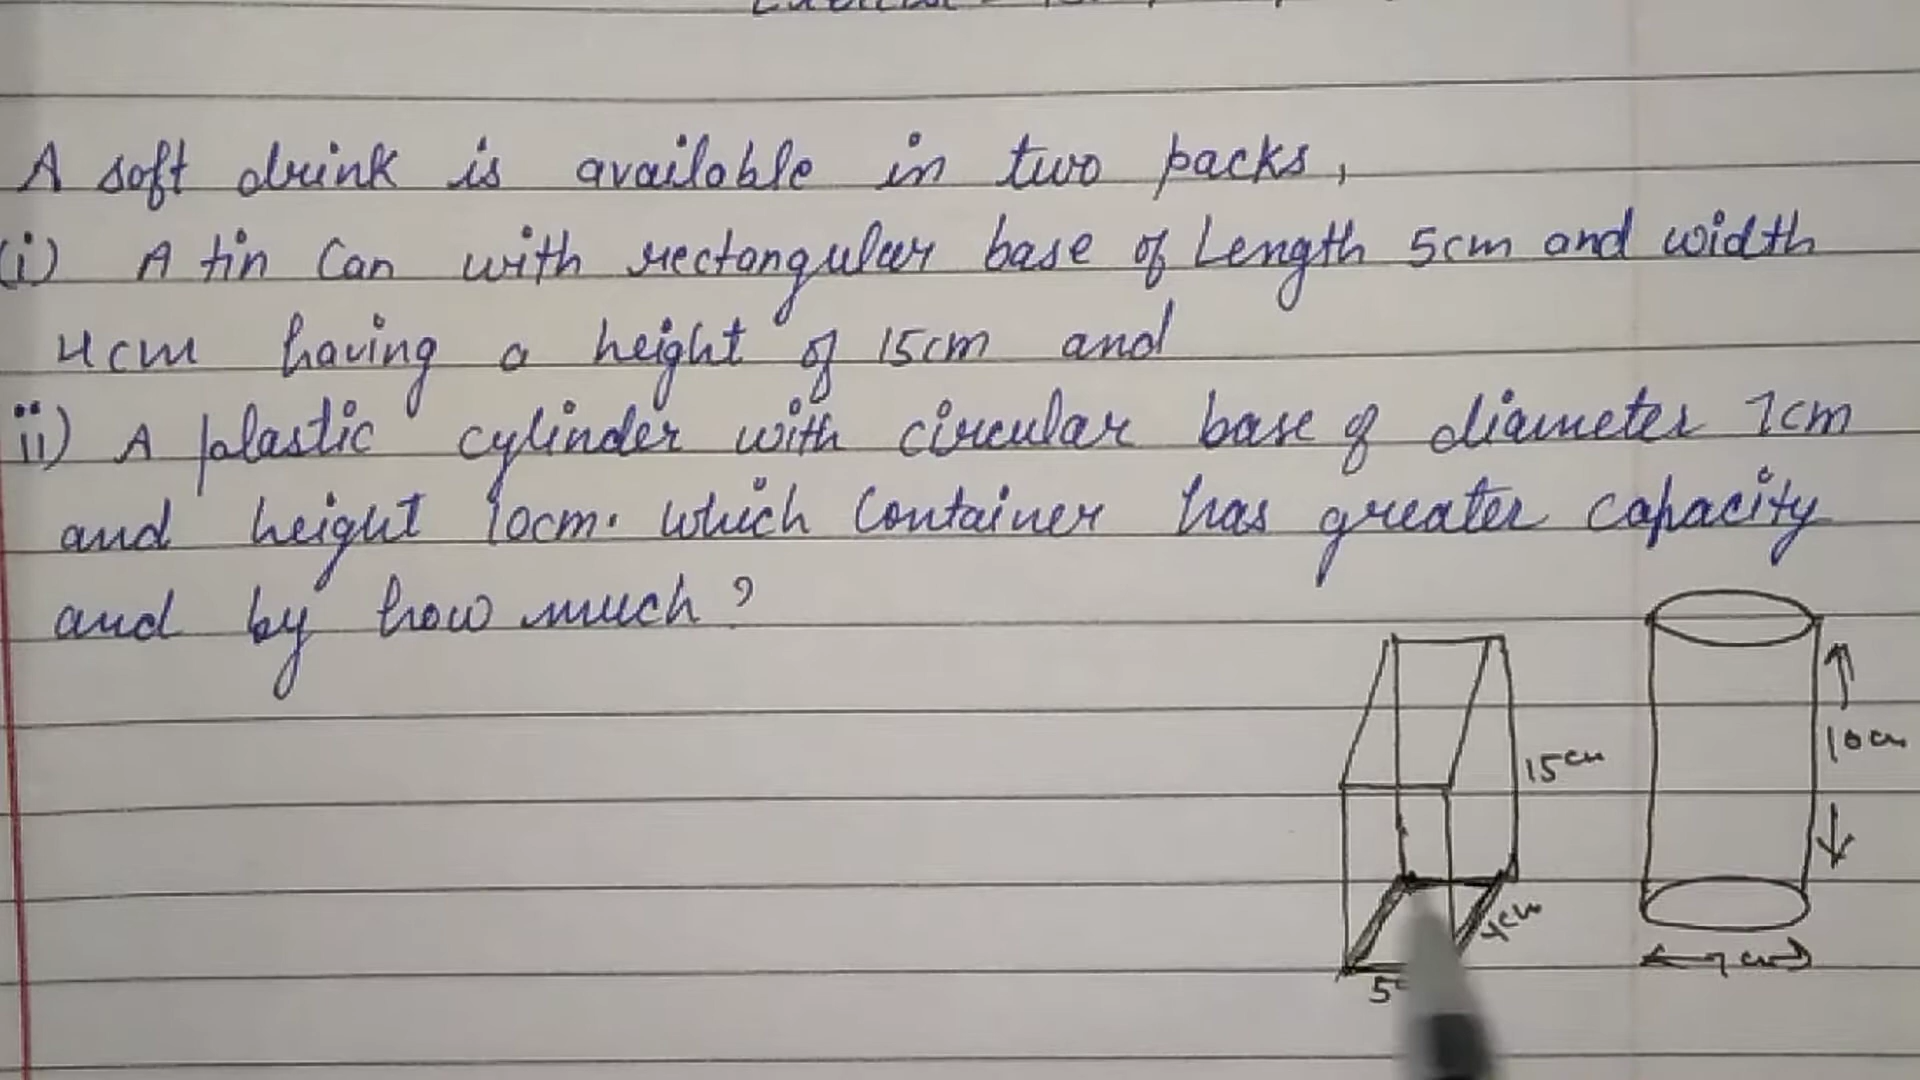 A soft drink is available in two packs,
(i) A tin Can with rectangular base of Length 5cm and width
4cm having a height of 15cm and
ii) A plastic cylinder with circular base of diameter 7cm
and height 10cm. which Container has greater capacity
and by how much?
15cm
10cm
4cm
7cm
5